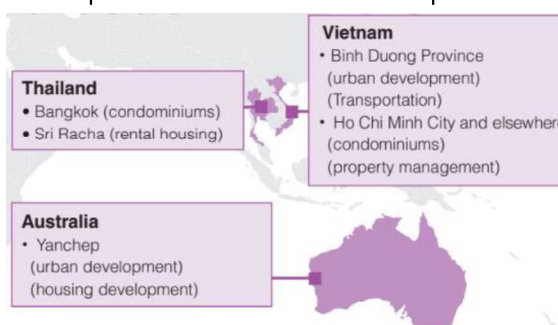 Thailand
• Bangkok (condominiums)
• Sri Racha (rental housing)
Vietnam
• Binh Duong Province
(urban development)
(Transportation)
• Ho Chi Minh City and elsewher
(condominiums)
(property management)
Australia
• Yanchep
(urban development)
(housing development)